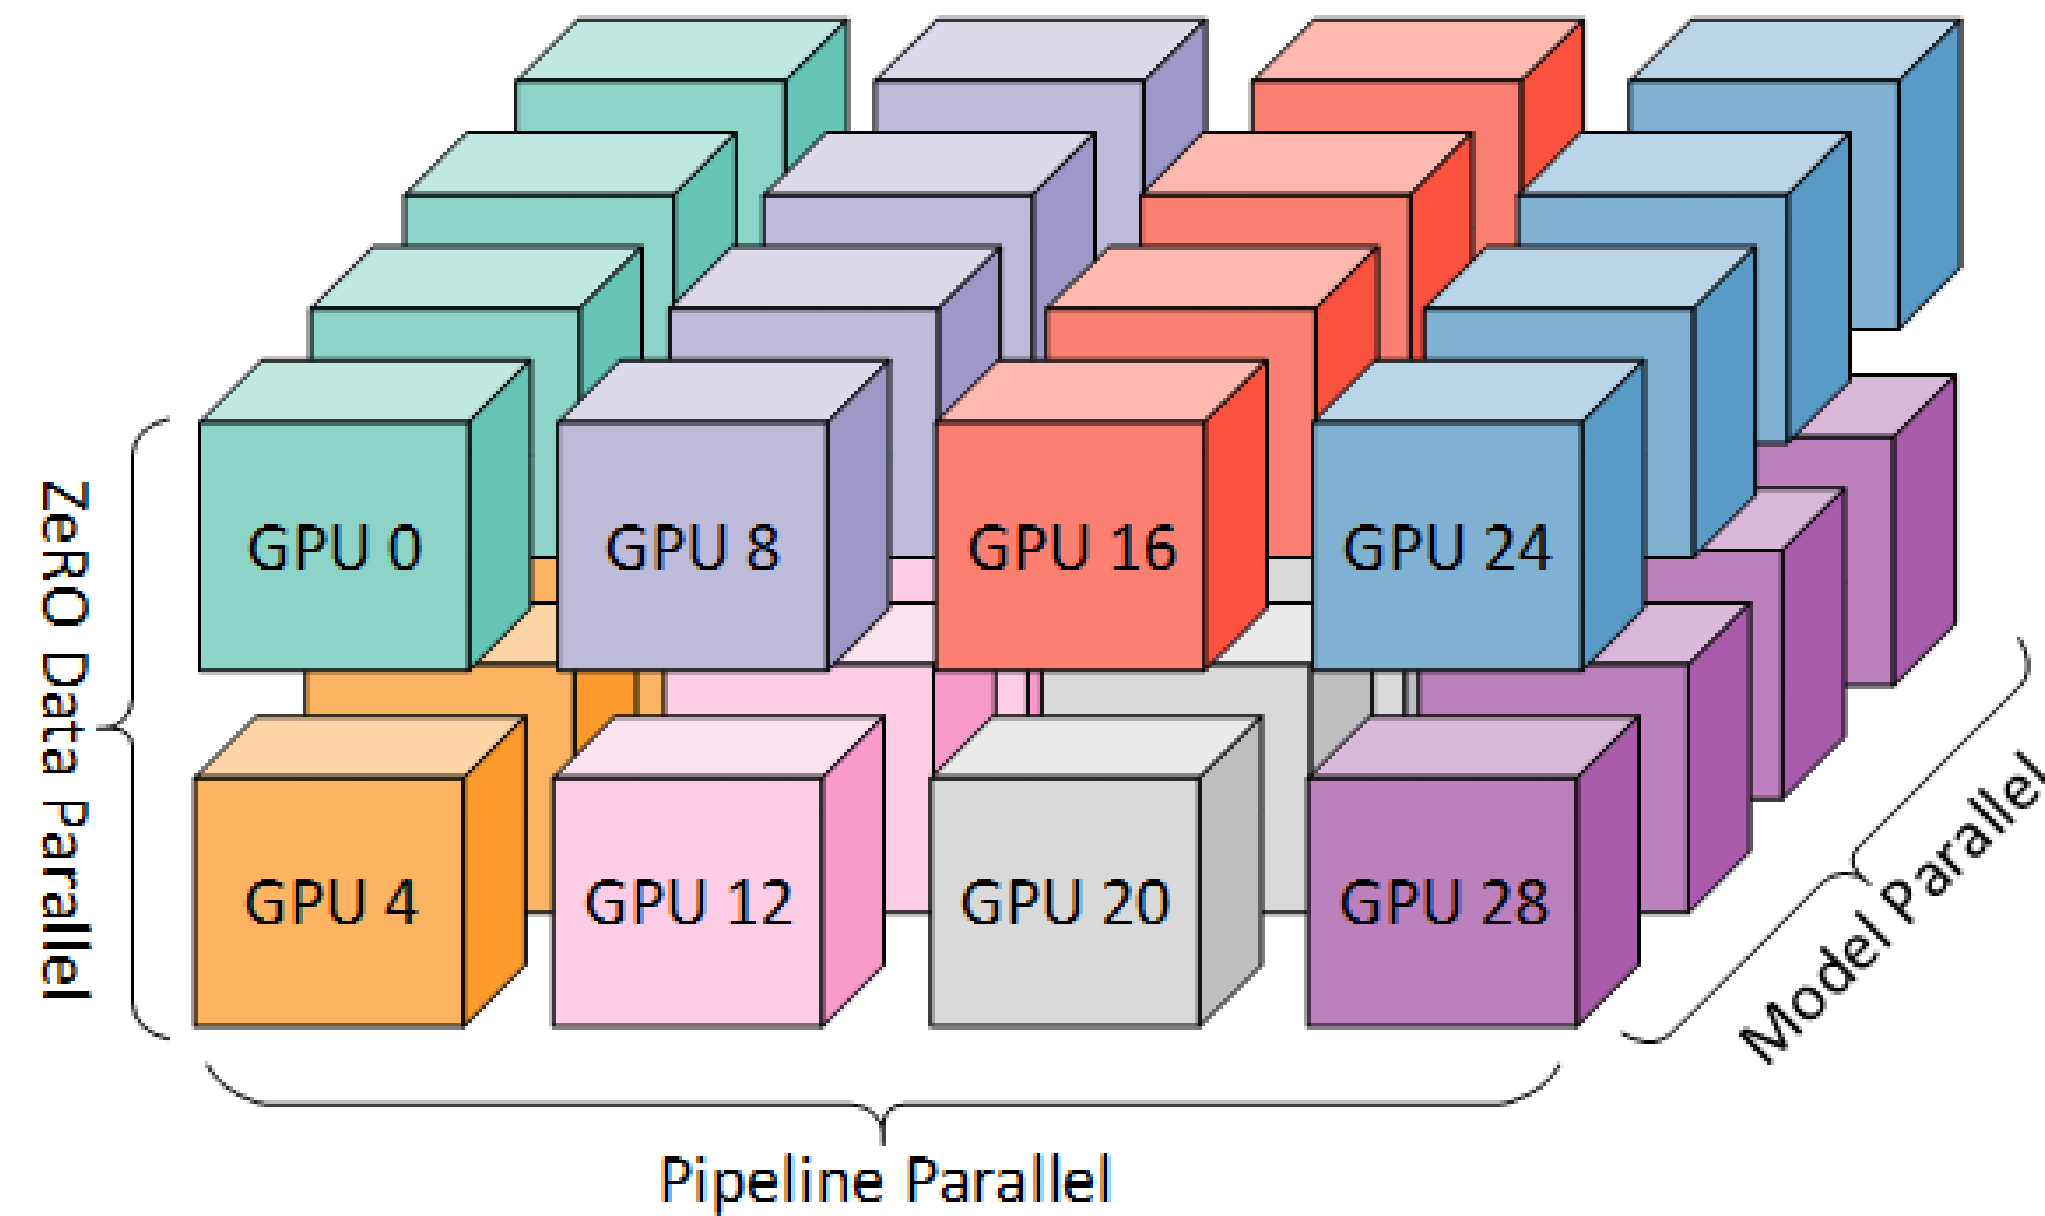 GPU 0
GPU 8
GPU 16
GPU 24
GPU 4
GPU 12
GPU 20
GPU 28
ZeRO Data Parallel
Pipeline Parallel
Model Parallel